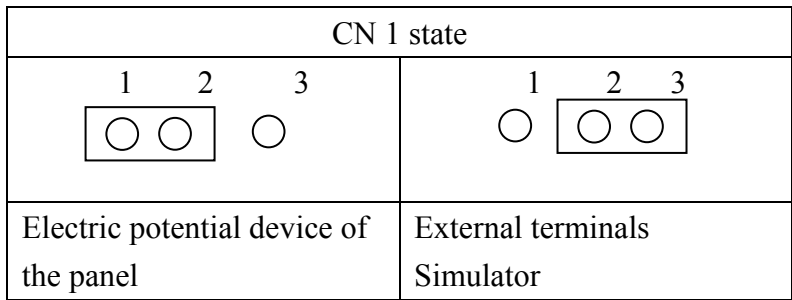 CN 1 state
1 2 3
1 2 3
Electric potential device of
the panel
External terminals
Simulator